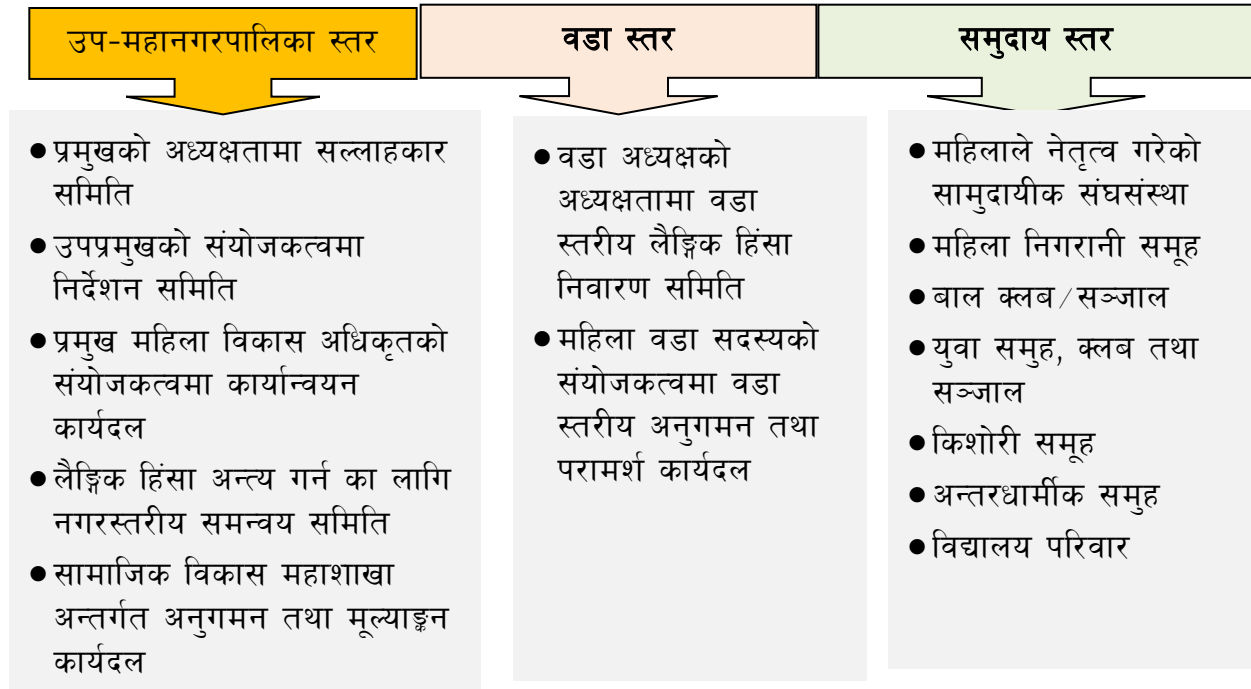 उप-महानगरपालिका स्तर
वडा स्तर
समुदाय स्तर
●प्रमुखको अध्यक्षतामा सल्लाहकार
समिति
●उपप्रमुखको संयोजकत्वमा
निर्देशन समिति
●प्रमुख महिला विकास अधिकृतको
संयोजकत्वमा कार्यान्वयन
कार्यदल
●लैङ्गिक हिंसा अन्त्य गर्न का लागि
नगरस्तरीय समन्वय समिति
●सामाजिक विकास महाशाखा
अन्तर्गत अनुगमन तथा मूल्याङ्कन
कार्यदल
●वडा अध्यक्षको
अध्यक्षतामा वडा
स्तरीय लैङ्गिक हिंसा
निवारण समिति
●महिला वडा सदस्यको
संयोजकत्वमा वडा
स्तरीय अनुगमन तथा
परामर्श कार्यदल
●महिलाले नेतृत्व गरेको
सामुदायीक संघसंस्था
●महिला निगरानी समूह
●बाल क्लब/सञ्जाल
●युवा समुह, क्लब तथा
सञ्जाल
●किशोरी समूह
●अन्तरधार्मीक समुह
●विद्यालय परिवार